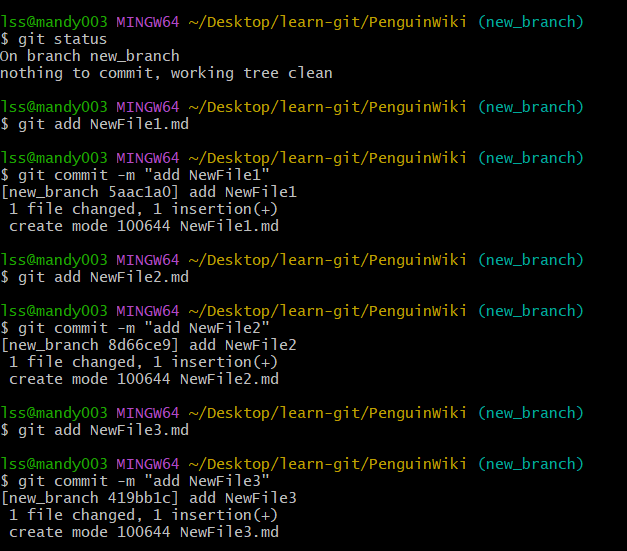 lss@mandy003 MINGW64 ~/Desktop/learn-git/PenguinWiki (new_branch)
$ git status
On branch new_branch
nothing to commit, working tree clean
lss@mandy003 MINGW64 ~/Desktop/learn-git/PenguinWiki (new_branch)
$ git add NewFile1.md
lss@mandy003 MINGW64 ~/Desktop/learn-git/PenguinWiki (new_branch)
$ git commit -m "add NewFile1"
[new_branch 5aac1a0] add NewFile1
 1 file changed, 1 insertion(+)
 create mode 100644 NewFile1.md
lss@mandy003 MINGW64 ~/Desktop/learn-git/PenguinWiki (new_branch)
$ git add NewFile2.md
lss@mandy003 MINGW64 ~/Desktop/learn-git/PenguinWiki (new_branch)
$ git commit -m "add NewFile2"
[new_branch 8d66ce9] add NewFile2
 1 file changed, 1 insertion(+)
 create mode 100644 NewFile2.md
lss@mandy003 MINGW64 ~/Desktop/learn-git/PenguinWiki (new_branch)
$ git add NewFile3.md
lss@mandy003 MINGW64 ~/Desktop/learn-git/PenguinWiki (new_branch)
$ git commit -m "add NewFile3"
[new_branch 419bb1c] add NewFile3
 1 file changed, 1 insertion(+)
 create mode 100644 NewFile3.md